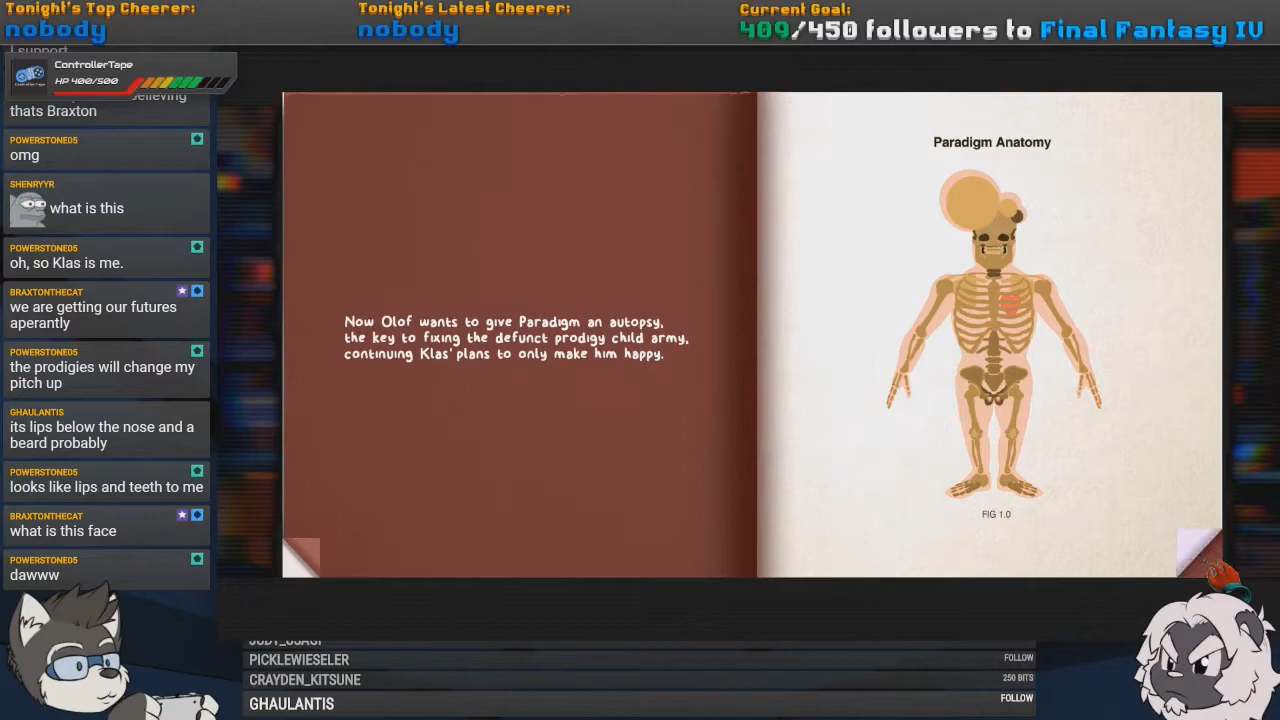 Tonight's Top Cheerer:
nobody
Tonight's Latest Cheerer:
nobody
Current Goal:
409/450 followers to Final Fantasy IV
I support
ControllerTape
HP 400/500
believing
thats Braxton
POWERSTONE05
omg
SHENRYYR
what is this
POWERSTONE05
oh, so Klas is me.
BRAXTONTHECAT
we are getting our futures
aperantly
POWERSTONE05
the prodigies will change my
pitch up
GHAULANTIS
its lips below the nose and a
beard probably
POWERSTONE05
looks like lips and teeth to me
BRAXTONTHECAT
what is this face
POWERSTONE05
dawww
Now Olof wants to give Paradigm an autopsy,
the key to fixing the defunct prodigy child army,
continuing Klas' plans to only make him happy.
Paradigm Anatomy
FIG 1.0
PICKLEWIESELER FOLLOW
CRAYDEN_KITSUNE 250 BITS
GHAULANTIS FOLLOW